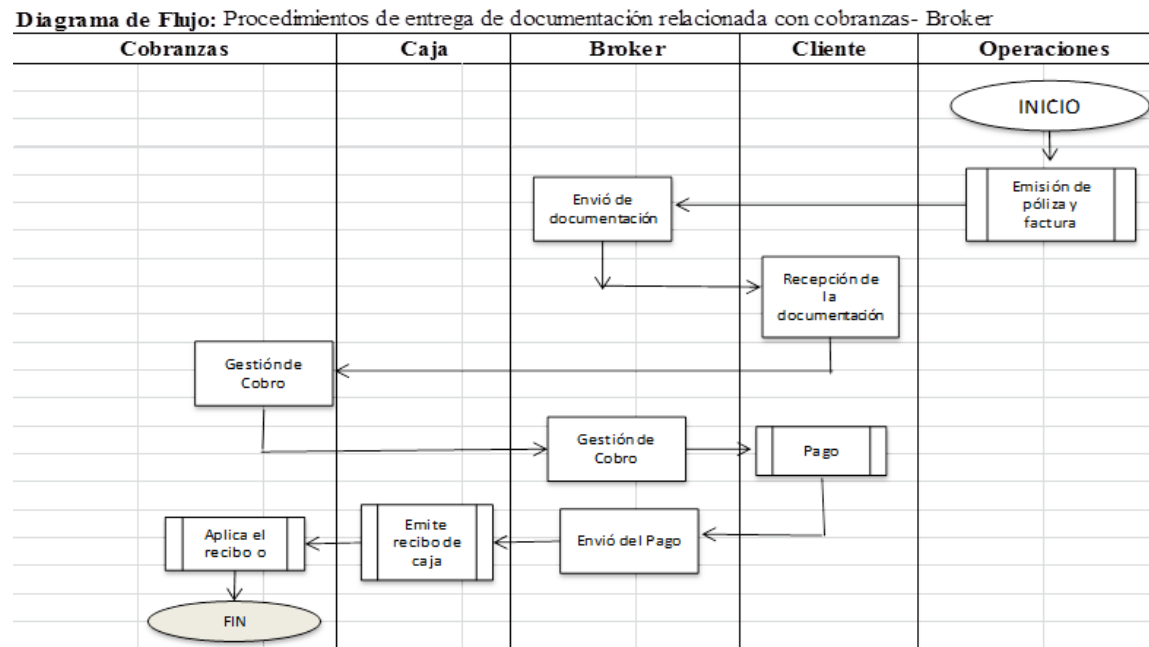 Diagrama de Flujo: Procedimientos de entrega de documentación relacionada con cobranzas- Broker
Cobranzas Caja Broker Cliente Operaciones
INICIO
Emisión de
póliza y
factura
Envió de
documentación
Recepción de
la
documentación
Gestión de
Cobro
Gestión de
Cobro
Pago
Envió del Pago
Emite
recibo de
caja
Aplica el
recibo o
FIN